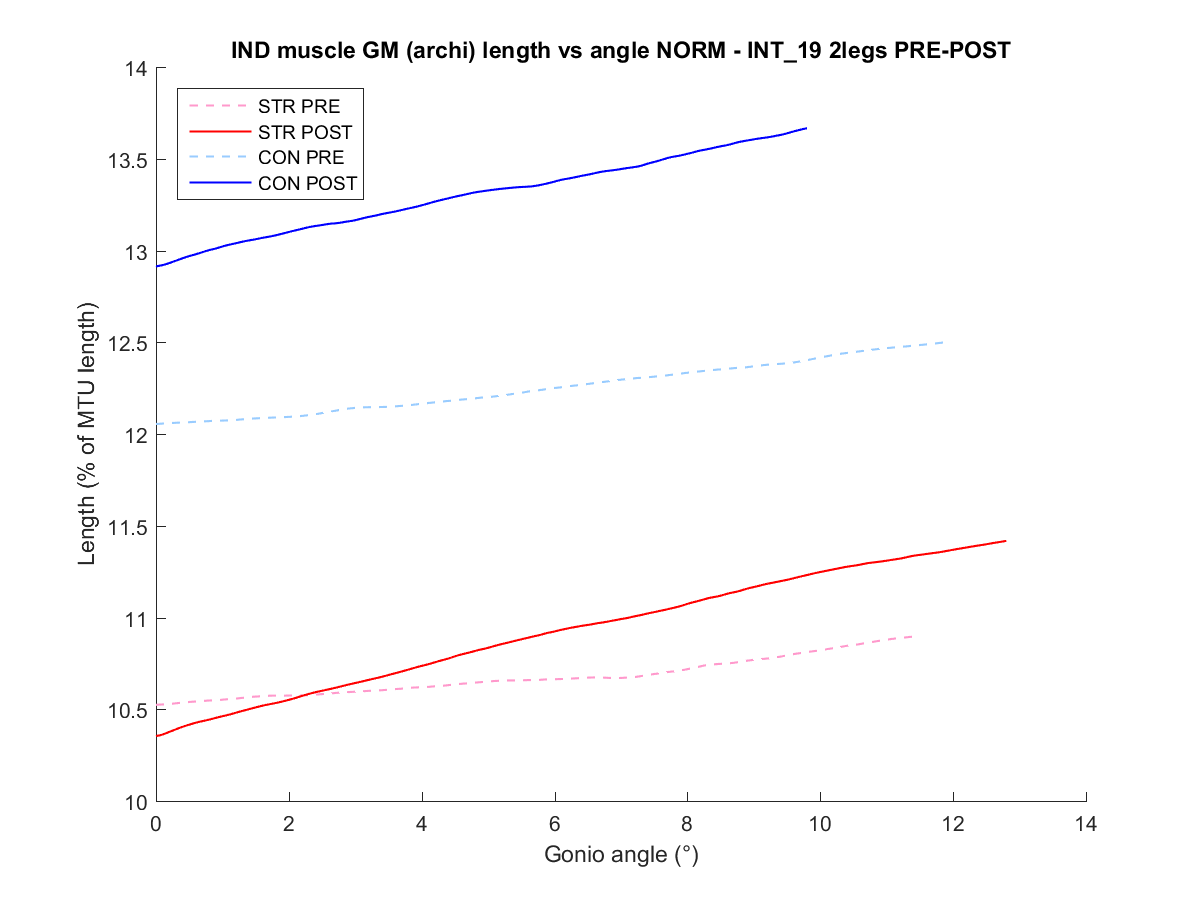 IND muscle GM (archi) length vs angle NORM - INT_19 2legs PRE-POST
STR PRE
STR POST
CON PRE
CON POST
Length (% of MTU length)
14
13.5
13
12.5
12
11.5
11
10.5
10
0 2 4 6 8 10 12 14
Gonio angle (°)